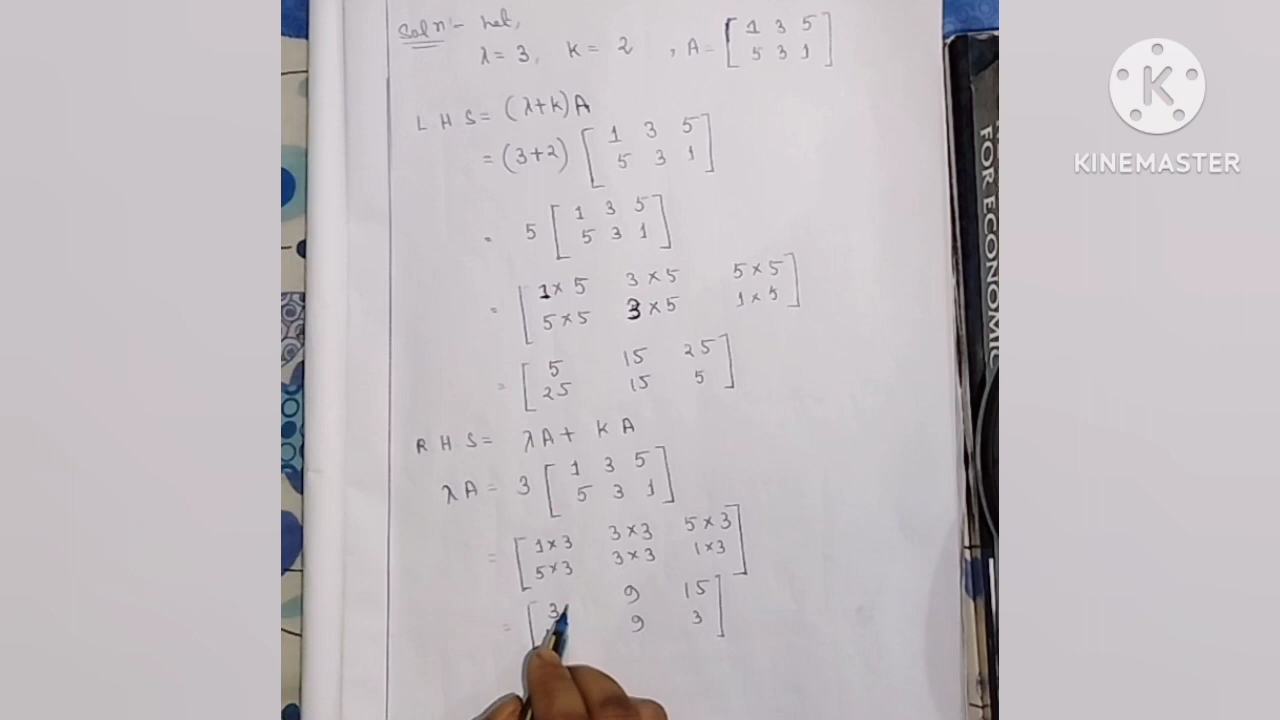 Solⁿ:- Let,
λ = 3, K = 2 , A = [ 1 3 5
5 3 1 ]
L H S = (λ+K) A
= (3+2) [ 1 3 5
5 3 1 ]
= 5 [ 1 3 5
5 3 1 ]
= [ 1×5 3×5 5×5
5×5 3×5 1×5 ]
= [ 5 15 25
25 15 5 ]
R H S = λA + KA
λA = 3 [ 1 3 5
5 3 1 ]
= [ 1×3 3×3 5×3
5×3 3×3 1×3 ]
= [ 3 9 15
9 3 ]
K
KINEMASTER
FOR ECONOMIC